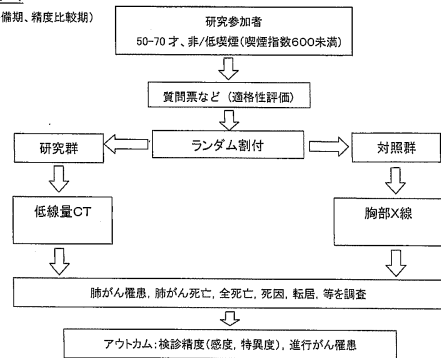 備期、精度比較期)
研究参加者
50-70 才、非/低喫煙(喫煙指数600未満)
質問票など (適格性評価)
研究群
ランダム割付
対照群
低線量CT
胸部X線
肺がん罹患, 肺がん死亡, 全死亡, 死因, 転居, 等を調査
アウトカム:検診精度(感度, 特異度), 進行がん罹患